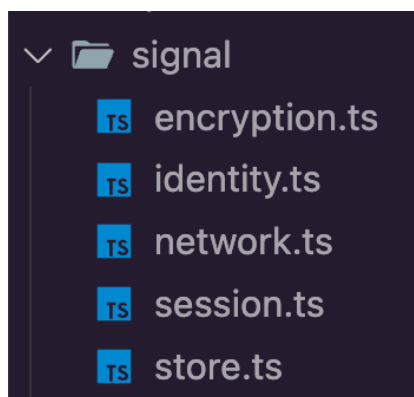 signal
TS encryption.ts
TS identity.ts
TS network.ts
TS session.ts
TS store.ts